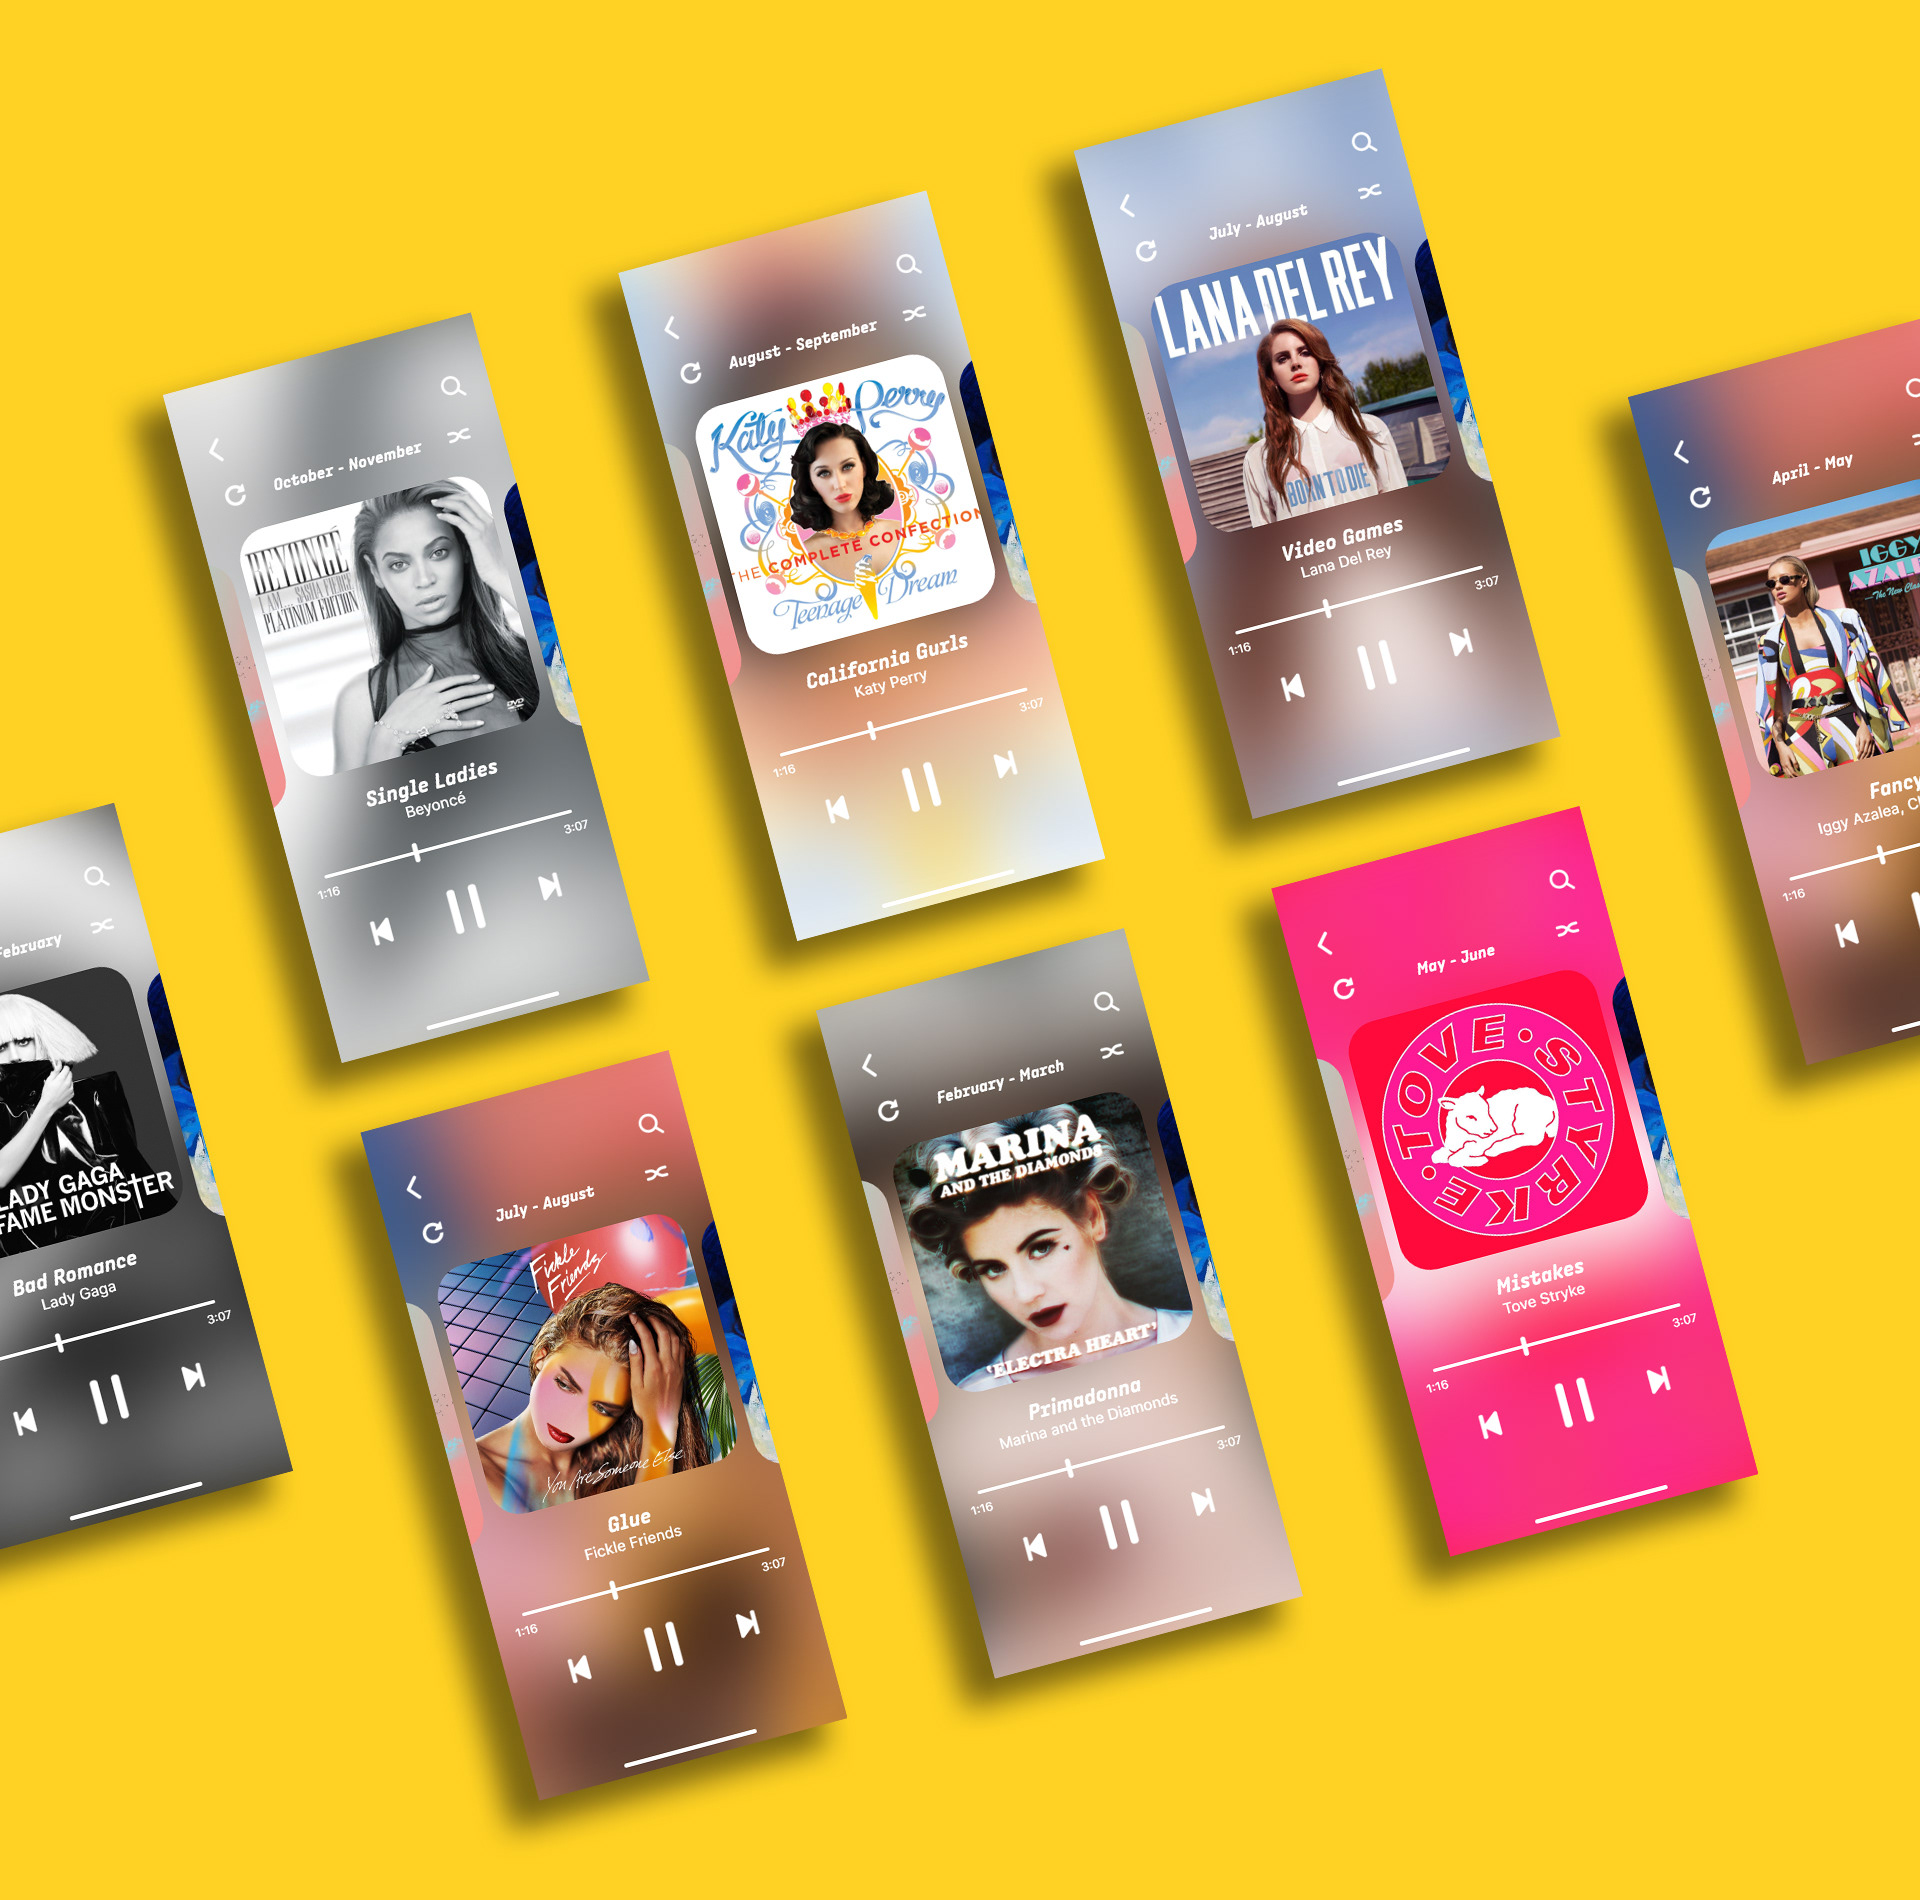 October - November
BEYONCÉ
I AM... SASHA FIERCE
PLATINUM EDITION
DVD
Single Ladies
Beyoncé
1:16
3:07
August - September
Katy Perry
THE COMPLETE CONFECTION
Teenage Dream
California Gurls
Katy Perry
1:16
3:07
July - August
LANA DEL REY
BORN TO DIE
Video Games
Lana Del Rey
1:16
3:07
April - May
IGGY
AZALE
Fancy
Iggy Azalea, C
1:16
February
LADY GAGA
FAME MONSTER
Bad Romance
Lady Gaga
3:07
July - August
Fickle
Friends
You Are Someone Else
Glue
Fickle Friends
1:16
3:07
February - March
MARINA
AND THE DIAMONDS
'ELECTRA HEART'
Primadonna
Marina and the Diamonds
1:16
3:07
May - June
TOVE · STYRKE ·
Mistakes
Tove Stryke
1:16
3:07